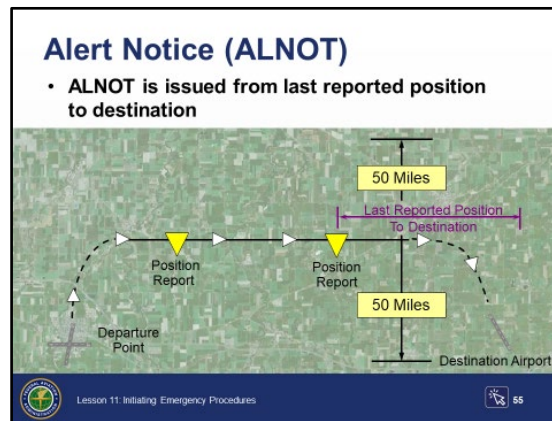 Alert Notice (ALNOT)
• ALNOT is issued from last reported position
to destination
50 Miles
Last Reported Position
To Destination
Position
Report
Position
Report
50 Miles
Departure
Point
Destination Airport
Lesson 11: Initiating Emergency Procedures
55